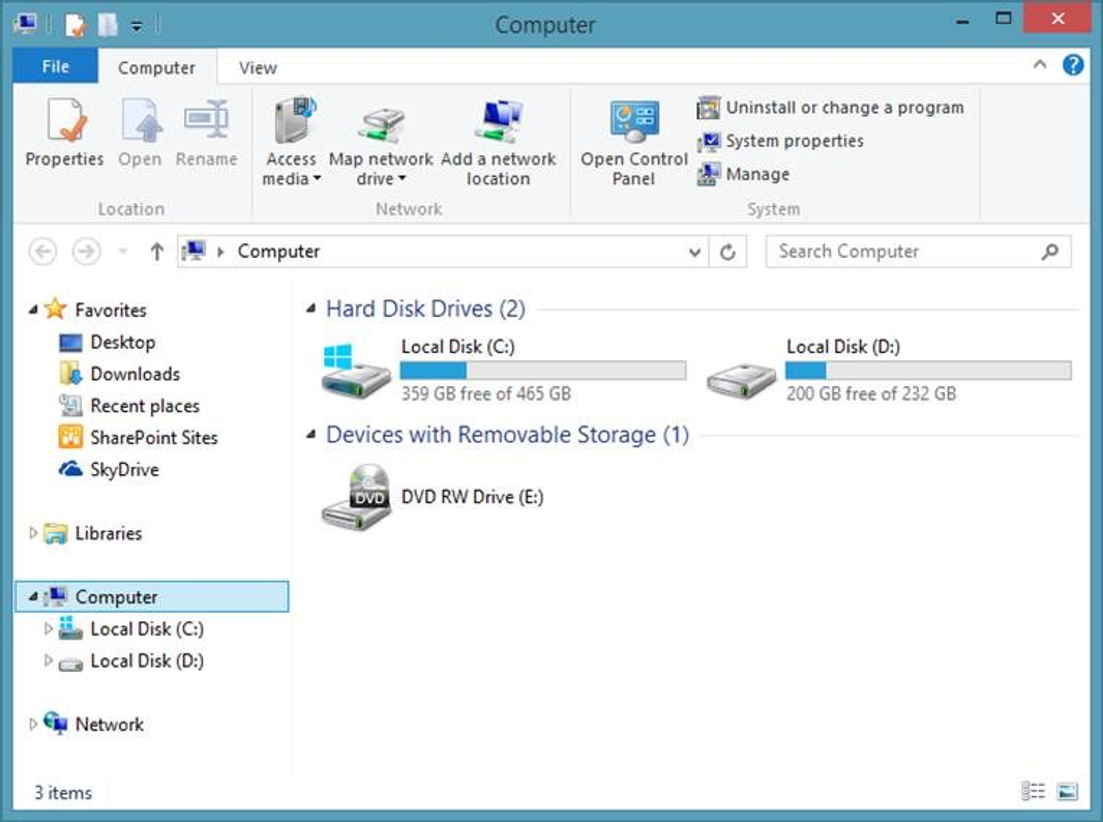 Computer
File
Computer
View
Properties
Open
Rename
Access
media
Map network
drive
Add a network
location
Open Control
Panel
Uninstall or change a program
System properties
Manage
Location
Network
System
Computer
Search Computer
Favorites
Desktop
Downloads
Recent places
SharePoint Sites
SkyDrive
Libraries
Computer
Local Disk (C:)
Local Disk (D:)
Network
Hard Disk Drives (2)
Local Disk (C:)
359 GB free of 465 GB
Local Disk (D:)
200 GB free of 232 GB
Devices with Removable Storage (1)
DVD
DVD RW Drive (E:)
3 items